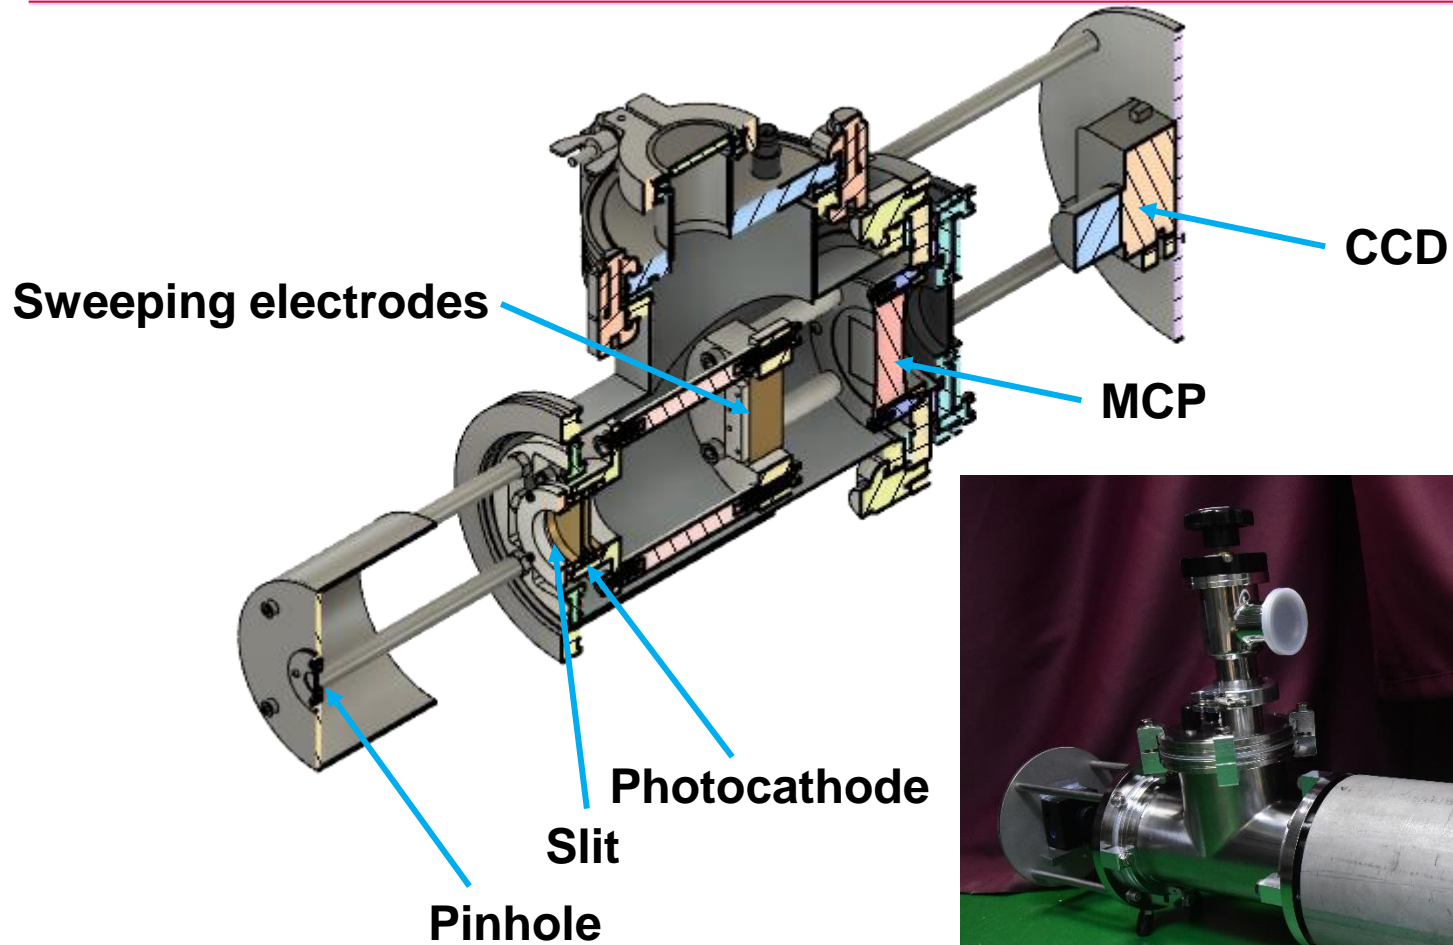 CCD
Sweeping electrodes
MCP
Photocathode
Slit
Pinhole